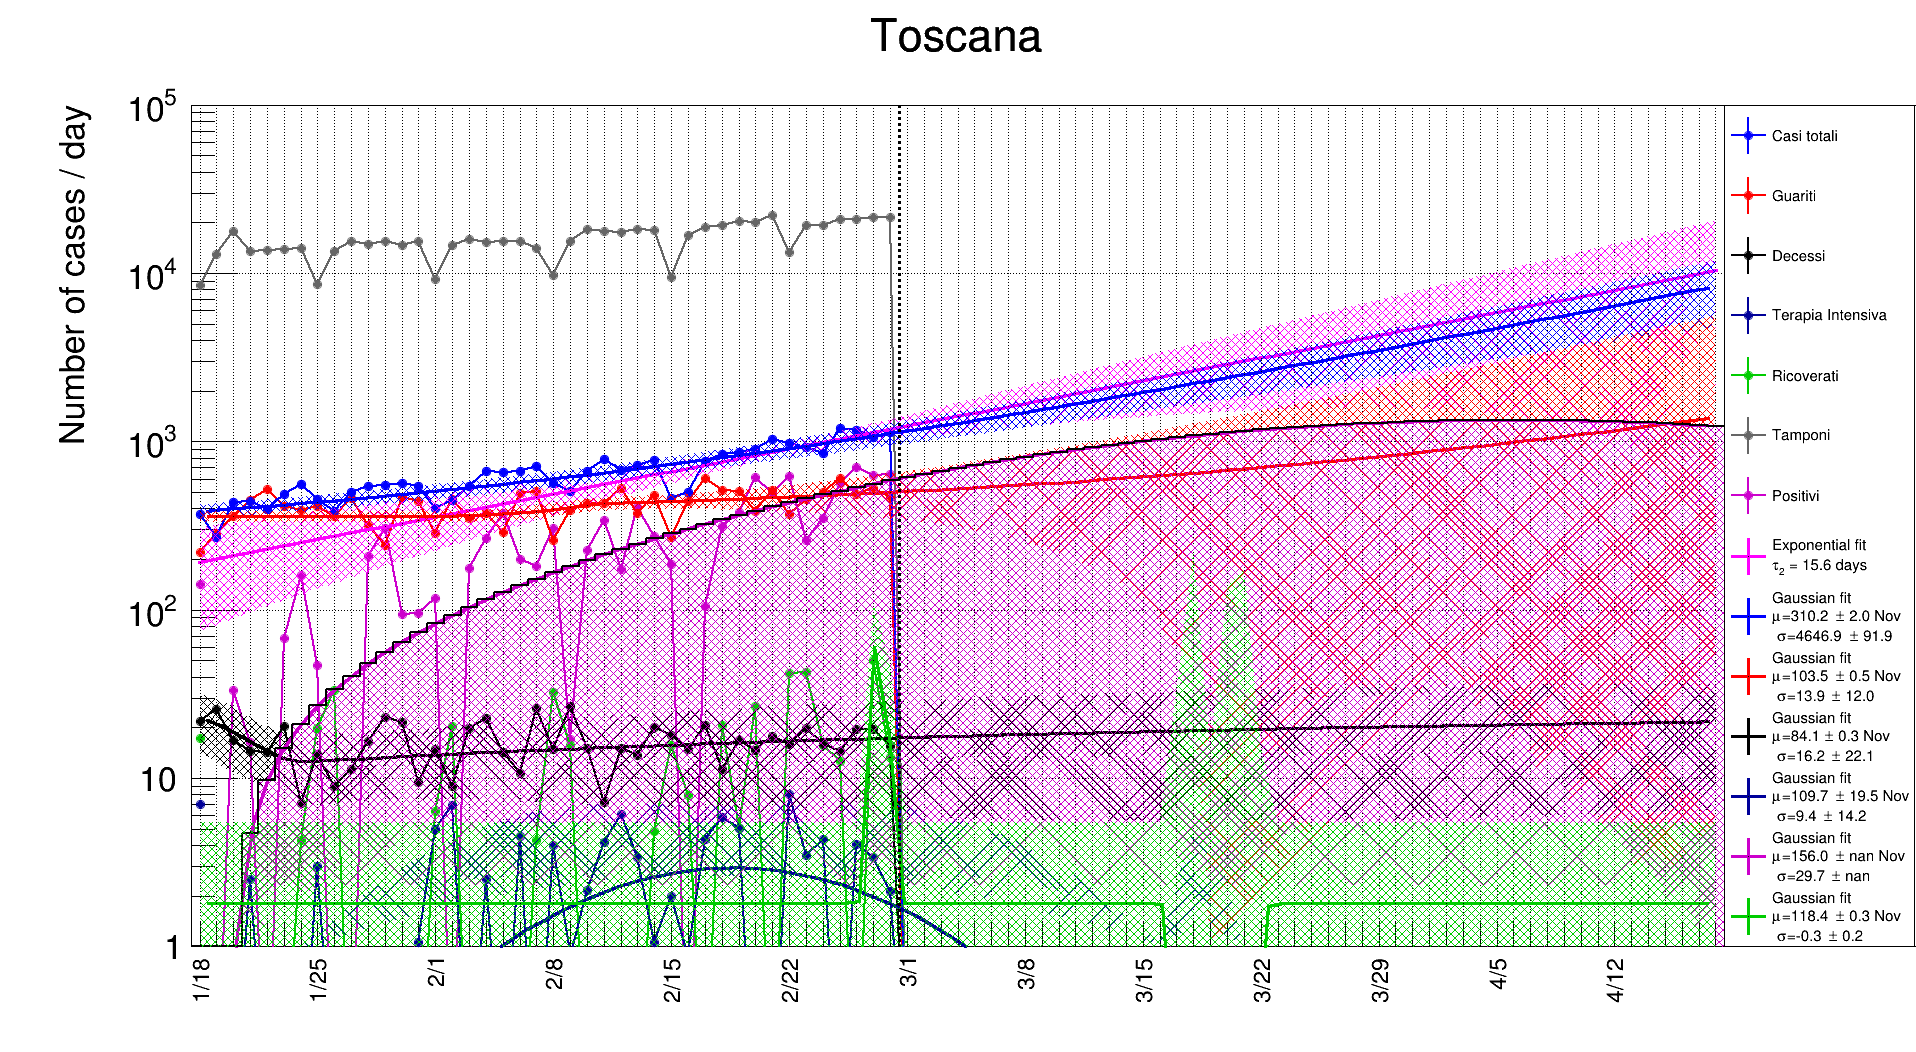 Toscana
Number of cases / day
10^5
10^4
10^3
10^2
10
1
1/18
1/25
2/1
2/8
2/15
2/22
3/1
3/8
3/15
3/22
3/29
4/5
4/12
Casi totali
Guariti
Decessi
Terapia Intensiva
Ricoverati
Tamponi
Positivi
Exponential fit
τ₂ = 15.6 days
Gaussian fit
μ=310.2 ± 2.0 Nov
σ=4646.9 ± 91.9
Gaussian fit
μ=103.5 ± 0.5 Nov
σ=13.9 ± 12.0
Gaussian fit
μ=84.1 ± 0.3 Nov
σ=16.2 ± 22.1
Gaussian fit
μ=109.7 ± 19.5 Nov
σ=9.4 ± 14.2
Gaussian fit
μ=156.0 ± nan Nov
σ=29.7 ± nan
Gaussian fit
μ=118.4 ± 0.3 Nov
σ=-0.3 ± 0.2